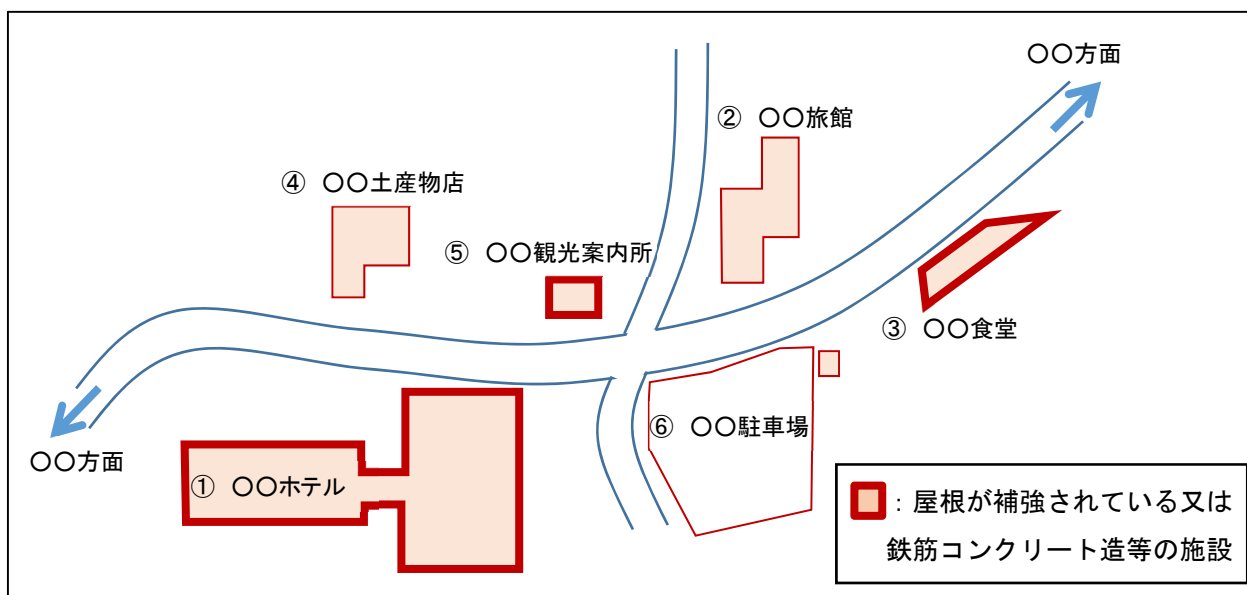 〇〇方面
② 〇〇旅館
④ 〇〇土産物店
⑤ 〇〇観光案内所
③ 〇〇食堂
⑥ 〇〇駐車場
〇〇方面
① 〇〇ホテル
：屋根が補強されている又は
鉄筋コンクリート造等の施設